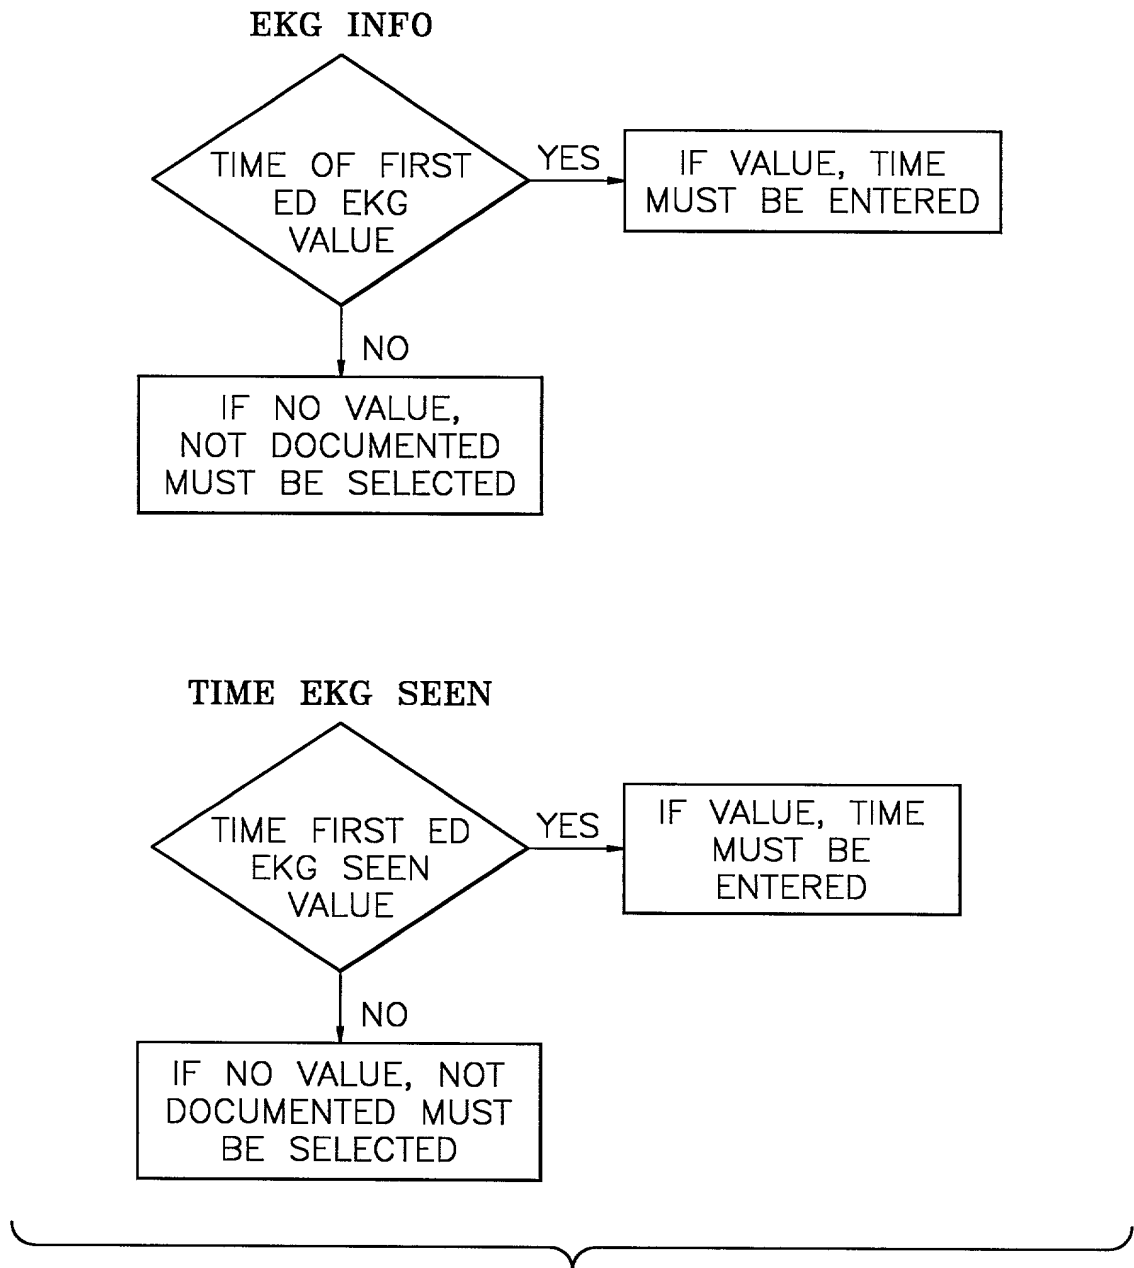 EKG INFO
TIME OF FIRST
ED EKG
VALUE
YES
IF VALUE, TIME
MUST BE ENTERED
NO
IF NO VALUE,
NOT DOCUMENTED
MUST BE SELECTED
TIME EKG SEEN
TIME FIRST ED
EKG SEEN
VALUE
YES
IF VALUE, TIME
MUST BE
ENTERED
NO
IF NO VALUE, NOT
DOCUMENTED MUST
BE SELECTED